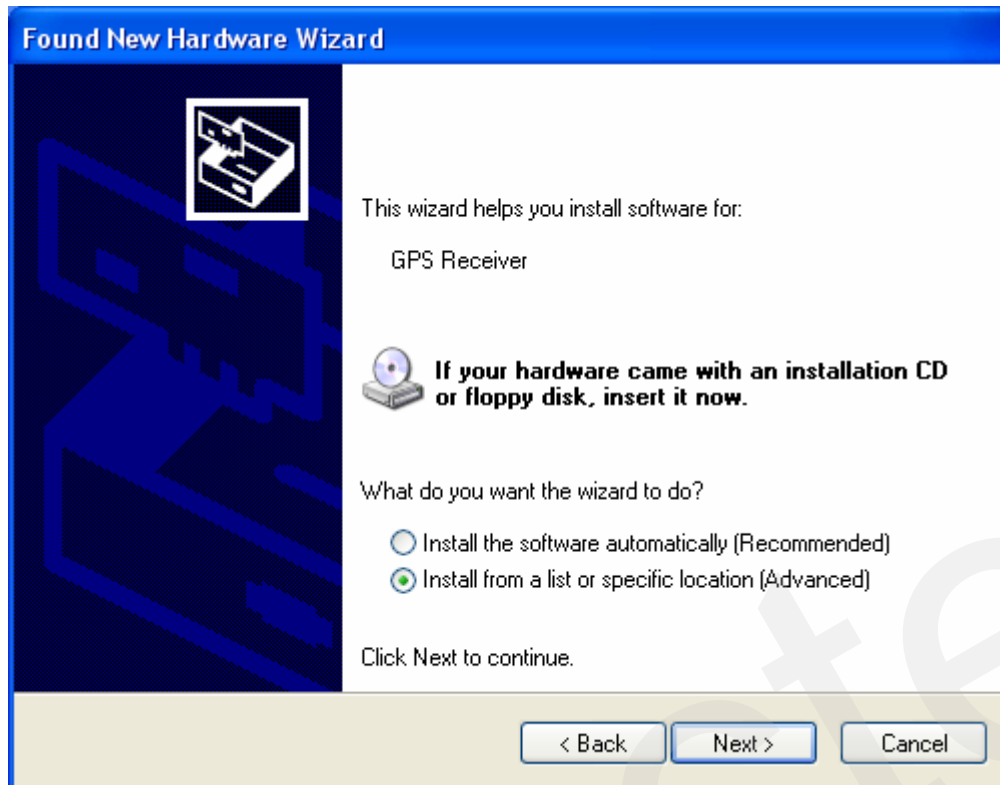 Found New Hardware Wizard
This wizard helps you install software for:
GPS Receiver
If your hardware came with an installation CD
or floppy disk, insert it now.
What do you want the wizard to do?
Install the software automatically (Recommended)
Install from a list or specific location (Advanced)
Click Next to continue.
< Back Next > Cancel